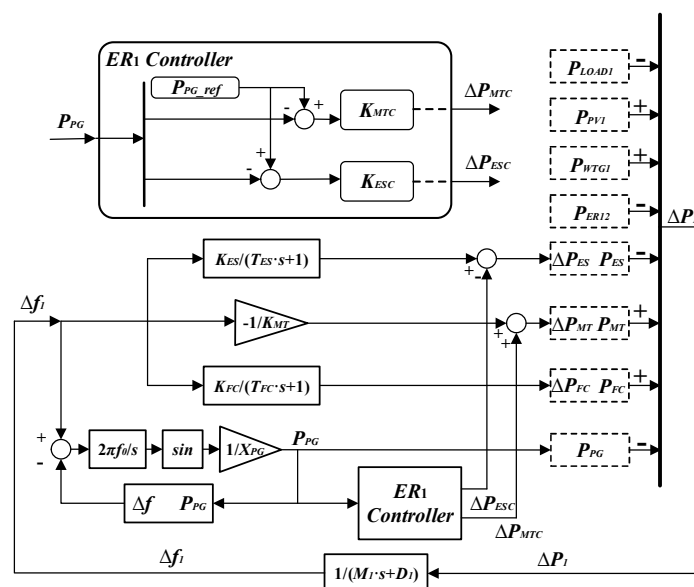 ER1 Controller
PPG_ref
PPG
KMTC
ΔPMTC
KESC
ΔPESC
PLOAD1 -
PPV1 +
PWTG1 +
PER12 -
ΔP1
KES/(TES·s+1)
ΔPES PES -
Δf1
-1/KMT
ΔPMT PMT +
KFC/(TFC·s+1)
ΔPFC PFC +
2πf0/s
sin
1/XPG
PPG
PPG -
Δf PPG
ER1
Controller
ΔPESC
ΔPMTC
Δf1
1/(M1·s+D1)
ΔP1